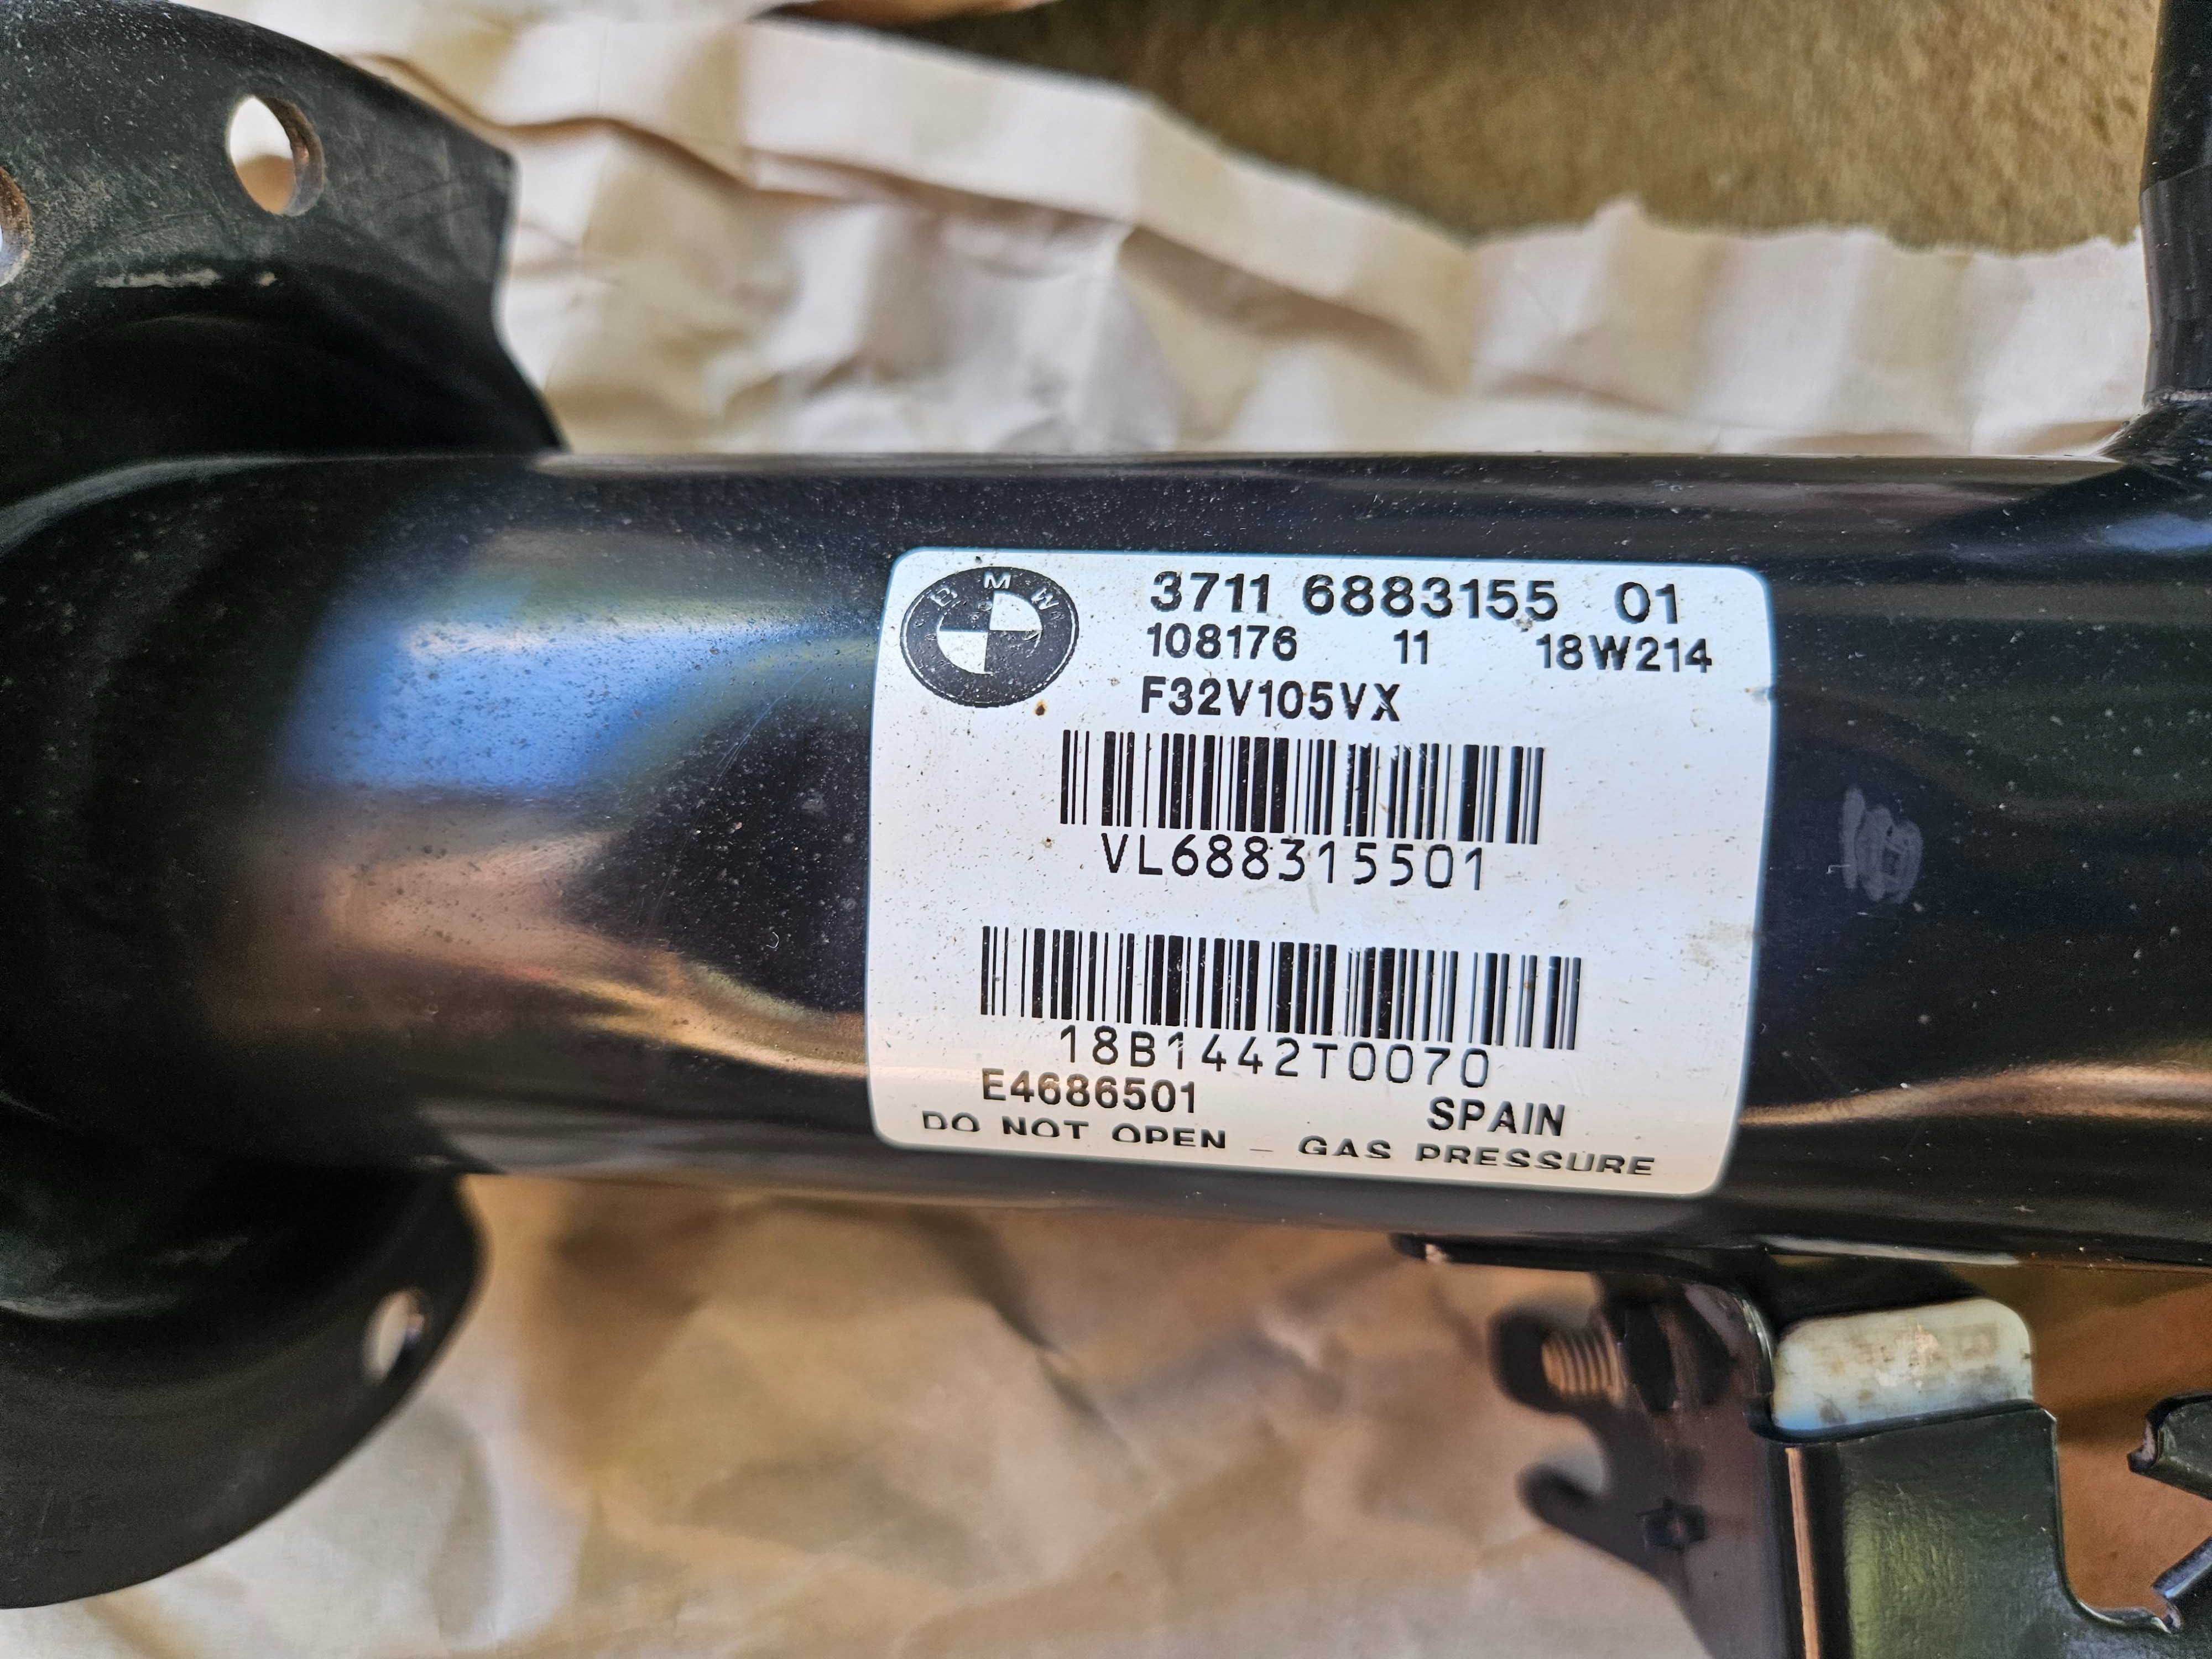 BMW
3711 6883155 01
108176 11 18W214
F32V105VX
VL688315501
18B1442T0070
E4686501 SPAIN
DO NOT OPEN – GAS PRESSURE